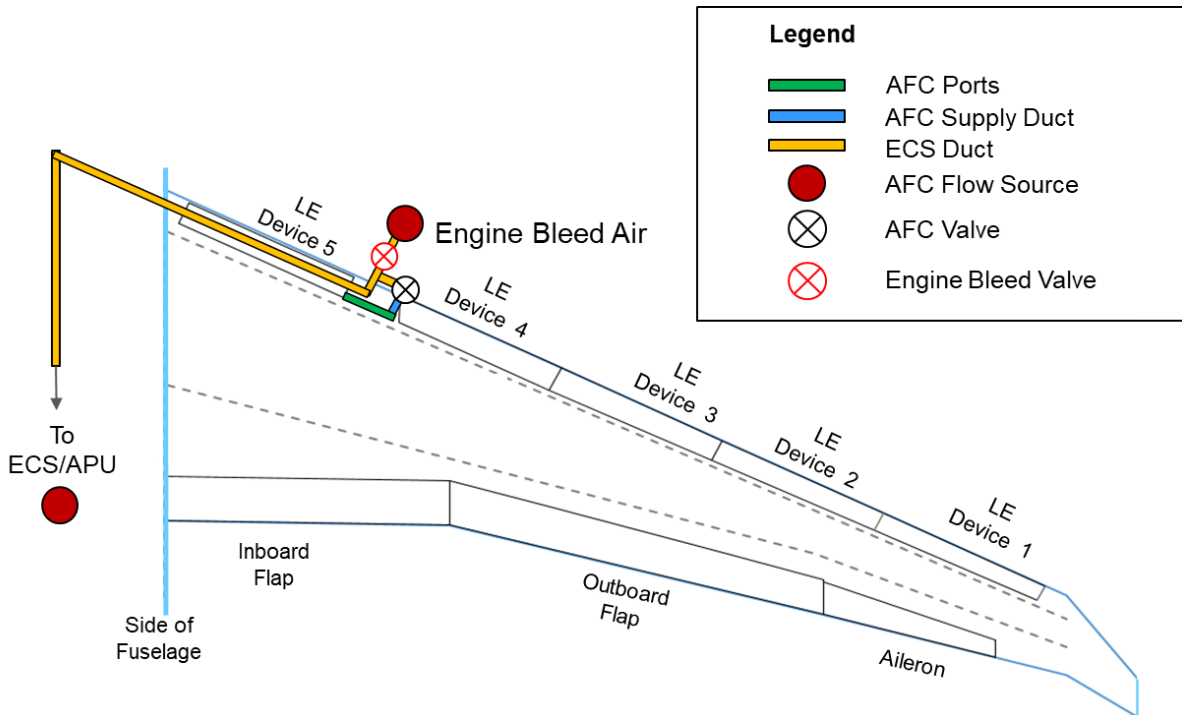 Legend
AFC Ports
AFC Supply Duct
ECS Duct
AFC Flow Source
AFC Valve
Engine Bleed Valve
LE
Device 5
Engine Bleed Air
LE
Device 4
LE
Device 3
LE
Device 2
LE
Device 1
To
ECS/APU
Inboard
Flap
Outboard
Flap
Side of
Fuselage
Aileron